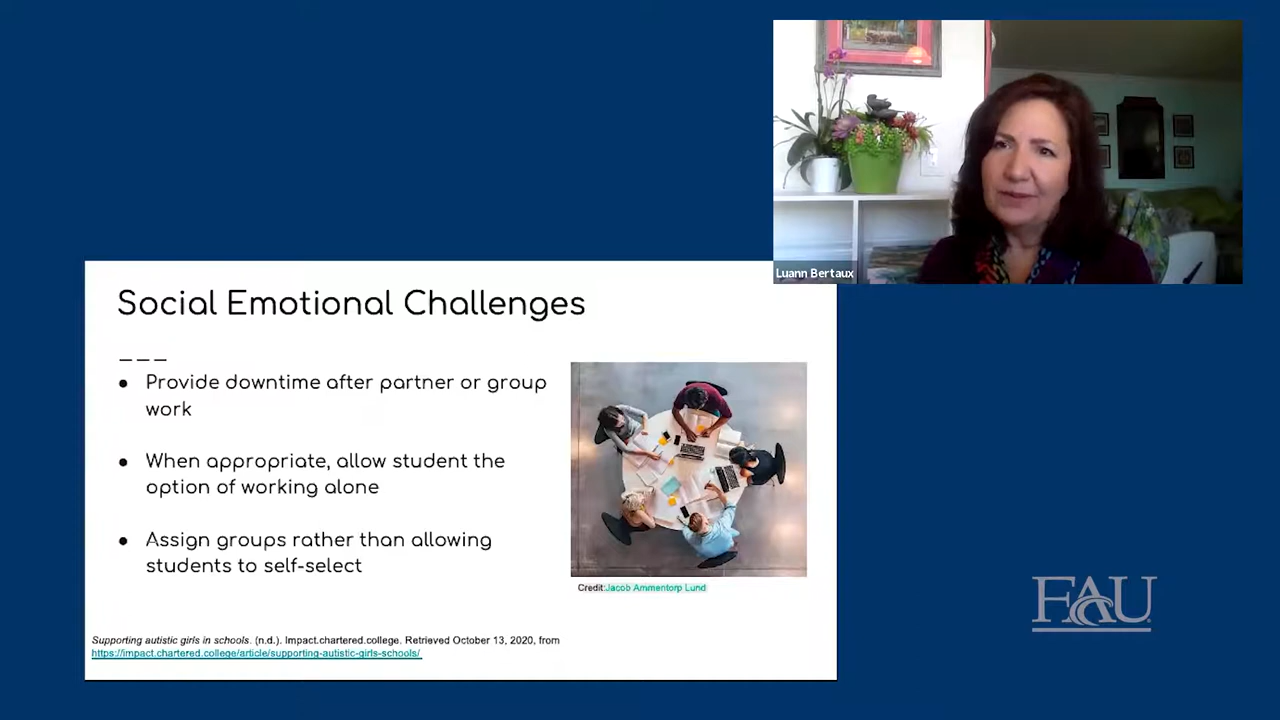 Luann Bertaux
Social Emotional Challenges
___
● Provide downtime after partner or group
work
● When appropriate, allow student the
option of working alone
● Assign groups rather than allowing
students to self-select
Credit:Jacob Ammentorp Lund
Supporting autistic girls in schools. (n.d.). Impact.chartered.college. Retrieved October 13, 2020, from
https://impact.chartered.college/article/supporting-autistic-girls-schools/
FAU